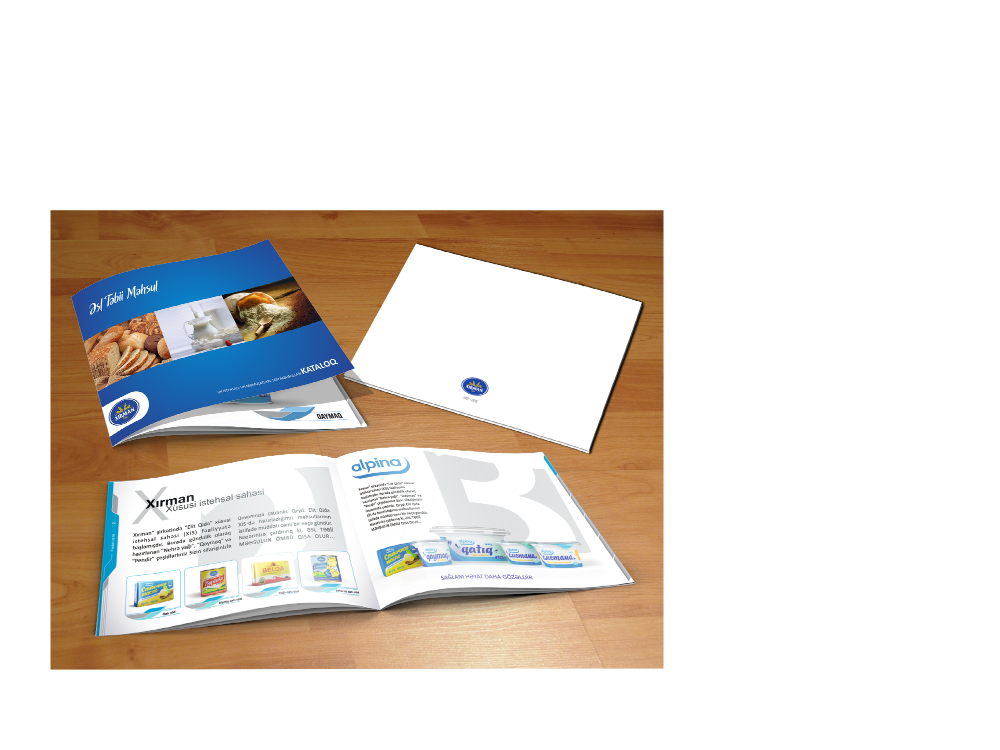 Əsl Təbii Məhsul
UN İSTEHSALI, UN MƏMULATLARI, SÜD MƏHSULLARI KATALOQ
XIRMAN
QAYMAQ
XIRMAN
1997 - 2012
X
Xırman
Xüsusi istehsal sahəsi
Xırman" şirkətində "Elit Qida" xüsusi
istehsal sahəsi (XİS) fəaliyyətə
başlamışdır. Burada gündəlik olaraq
hazırlanan "Nehrə yağı", "Qaymaq" və
"Pendir" çeşidlərimiz Sizin sifarişinizlə
ünvanınıza çatdırılır. Qeyd: Elit Qida
XİS-də hazırladığımız məhsullarının
istifadə müddəti cəmi bir neçə gündür.
Nəzərinizə çatdırırıq ki, ƏSL TƏBİİ
MƏHSULUN ÖMRÜ QISA OLUR...
Product name | 2
alpina
Сливочное
масло
82,5%
Qatı süd
Варёнка
Bişmiş qatı süd
BELQA
Yağlı qatı süd
Şəkərsiz qatı süd
alpina
Xırman" şirkətində "Elit Qida" xüsusi
istehsal sahəsi (XİS) fəaliyyətə
başlamışdır. Burada gündəlik olaraq
hazırlanan "Nehrə yağı", "Qaymaq" və
"Pendir" çeşidlərimiz Sizin sifarişinizlə
ünvanınıza çatdırılır. Qeyd: Elit Qida
XİS-də hazırladığımız məhsullarının
istifadə müddəti cəmi bir neçə gündür.
Nəzərinizə çatdırırıq ki, ƏSL TƏBİİ
MƏHSULUN ÖMRÜ QISA OLUR...
alpina
Сливочное
масло
82,5%
alpina
qaymaq
alpina
qatıq
alpina
сметана
alpina
сметана
SAĞLAM HƏYAT DAHA GÖZƏLDİR